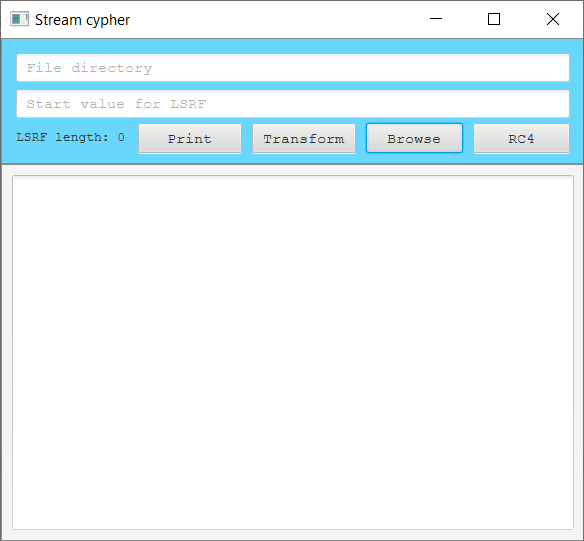 Stream cypher
File directory
Start value for LSRF
LSRF length: 0 Print Transform Browse RC4